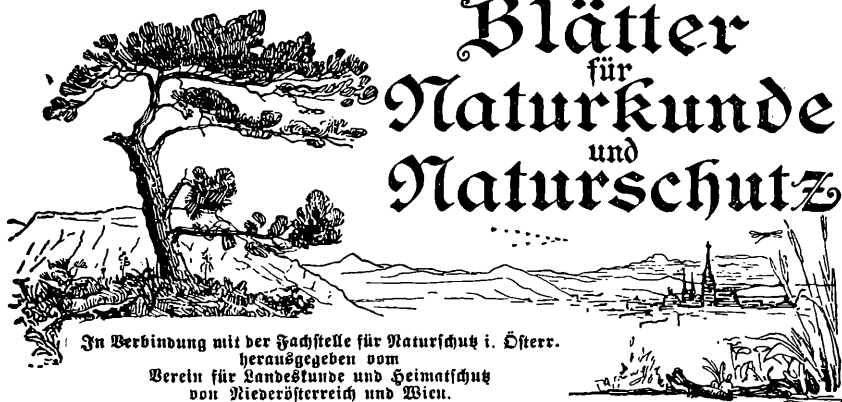 Blätter
für
Naturkunde
und
Naturschutz
In Verbindung mit der Fachstelle für Naturschutz i. Österr.
herausgegeben vom
Verein für Landeskunde und Heimatschutz
von Niederösterreich und Wien.